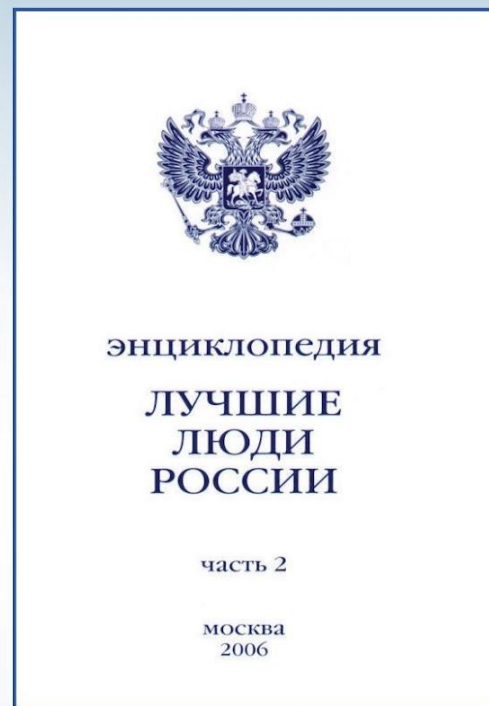 энциклопедия
ЛУЧШИЕ
ЛЮДИ
РОССИИ
часть 2
москва
2006